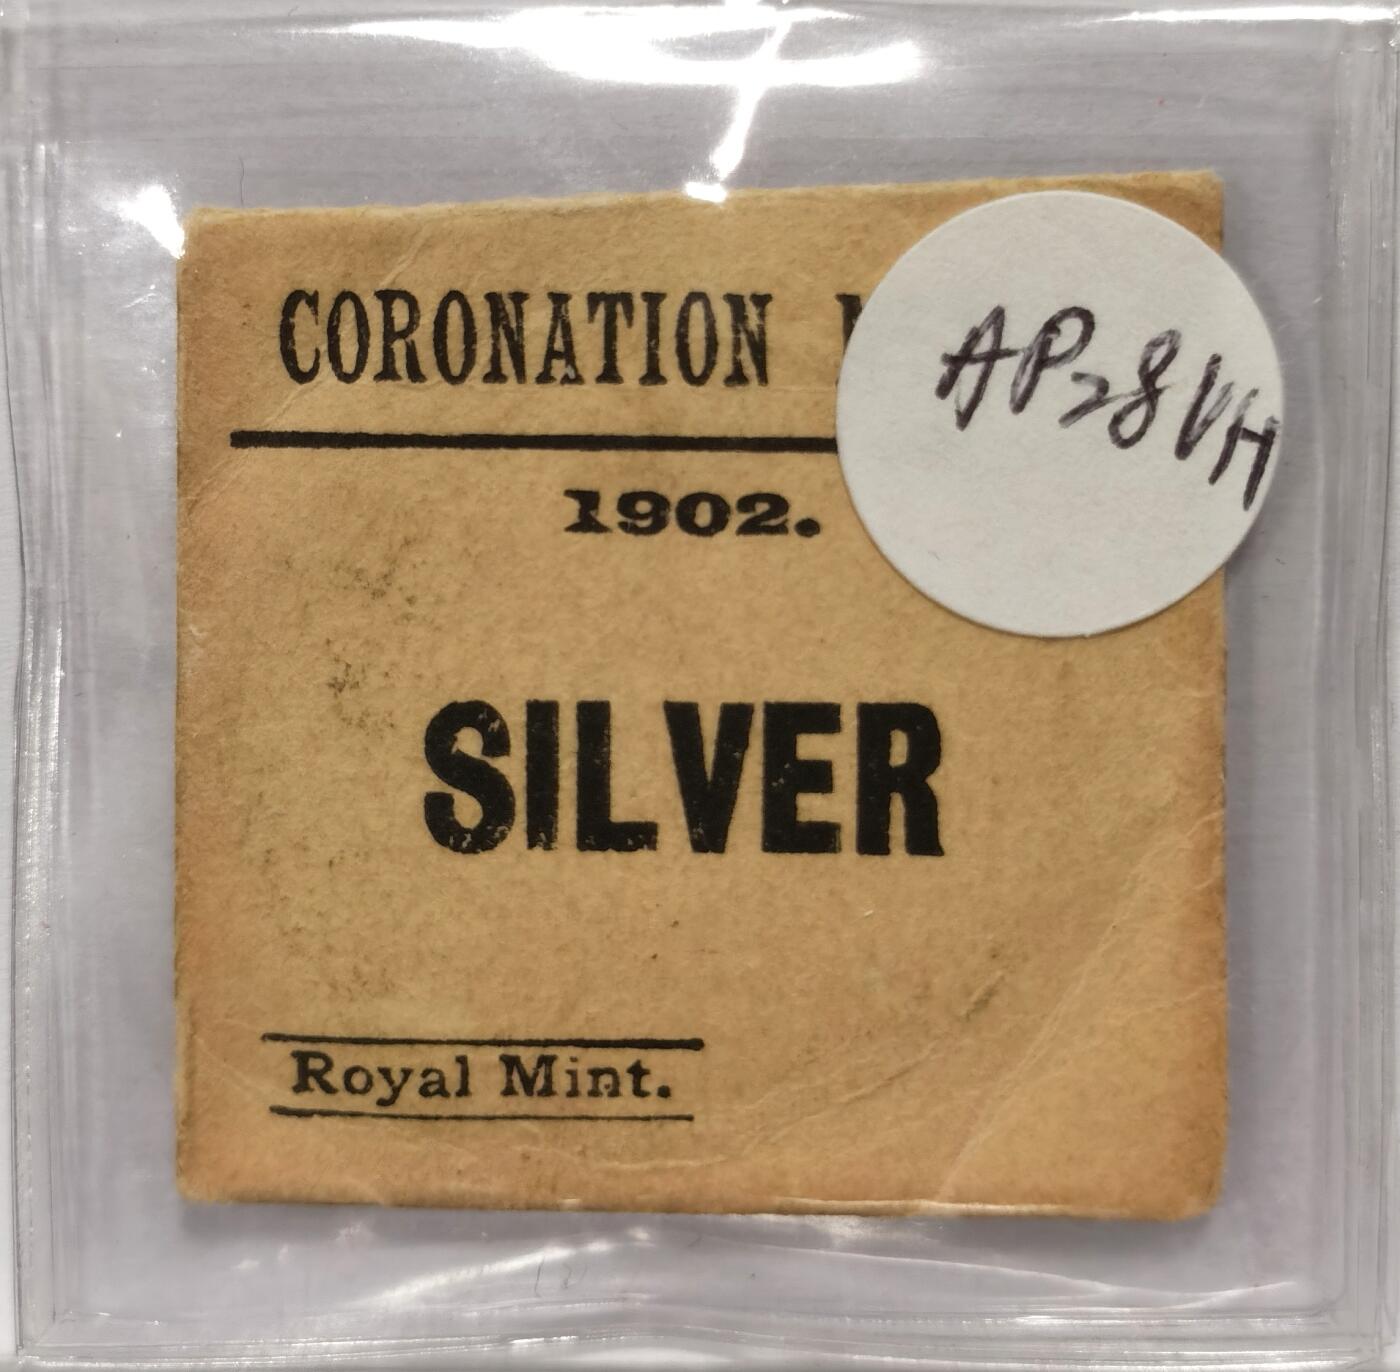 CORONATION
1902.
SILVER
Royal Mint.
AP28VH